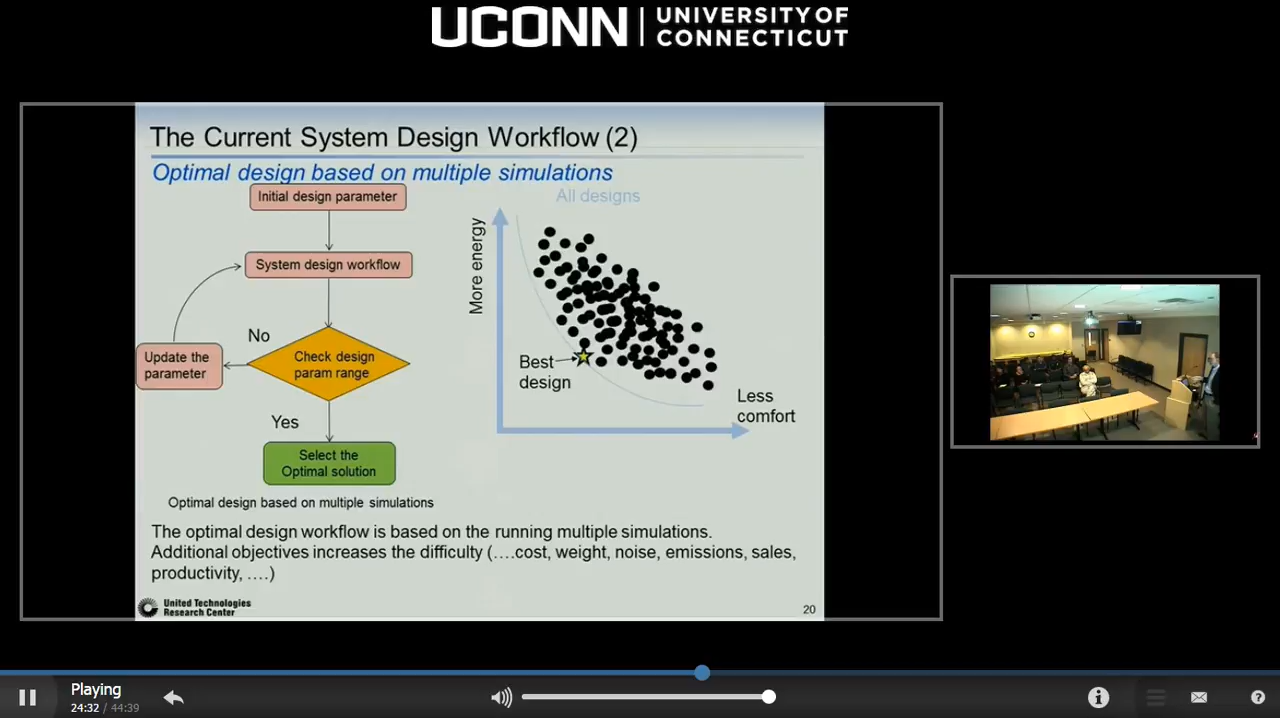 UCONN
UNIVERSITY OF
CONNECTICUT
The Current System Design Workflow (2)
Optimal design based on multiple simulations
Initial design parameter
System design workflow
No
Update the
parameter
Check design
param range
Yes
Select the
Optimal solution
Optimal design based on multiple simulations
All designs
More energy
Best
design
Less
comfort
The optimal design workflow is based on the running multiple simulations.
Additional objectives increases the difficulty (….cost, weight, noise, emissions, sales,
productivity, ….)
United Technologies
Research Center
20
Playing
24:32 / 44:39